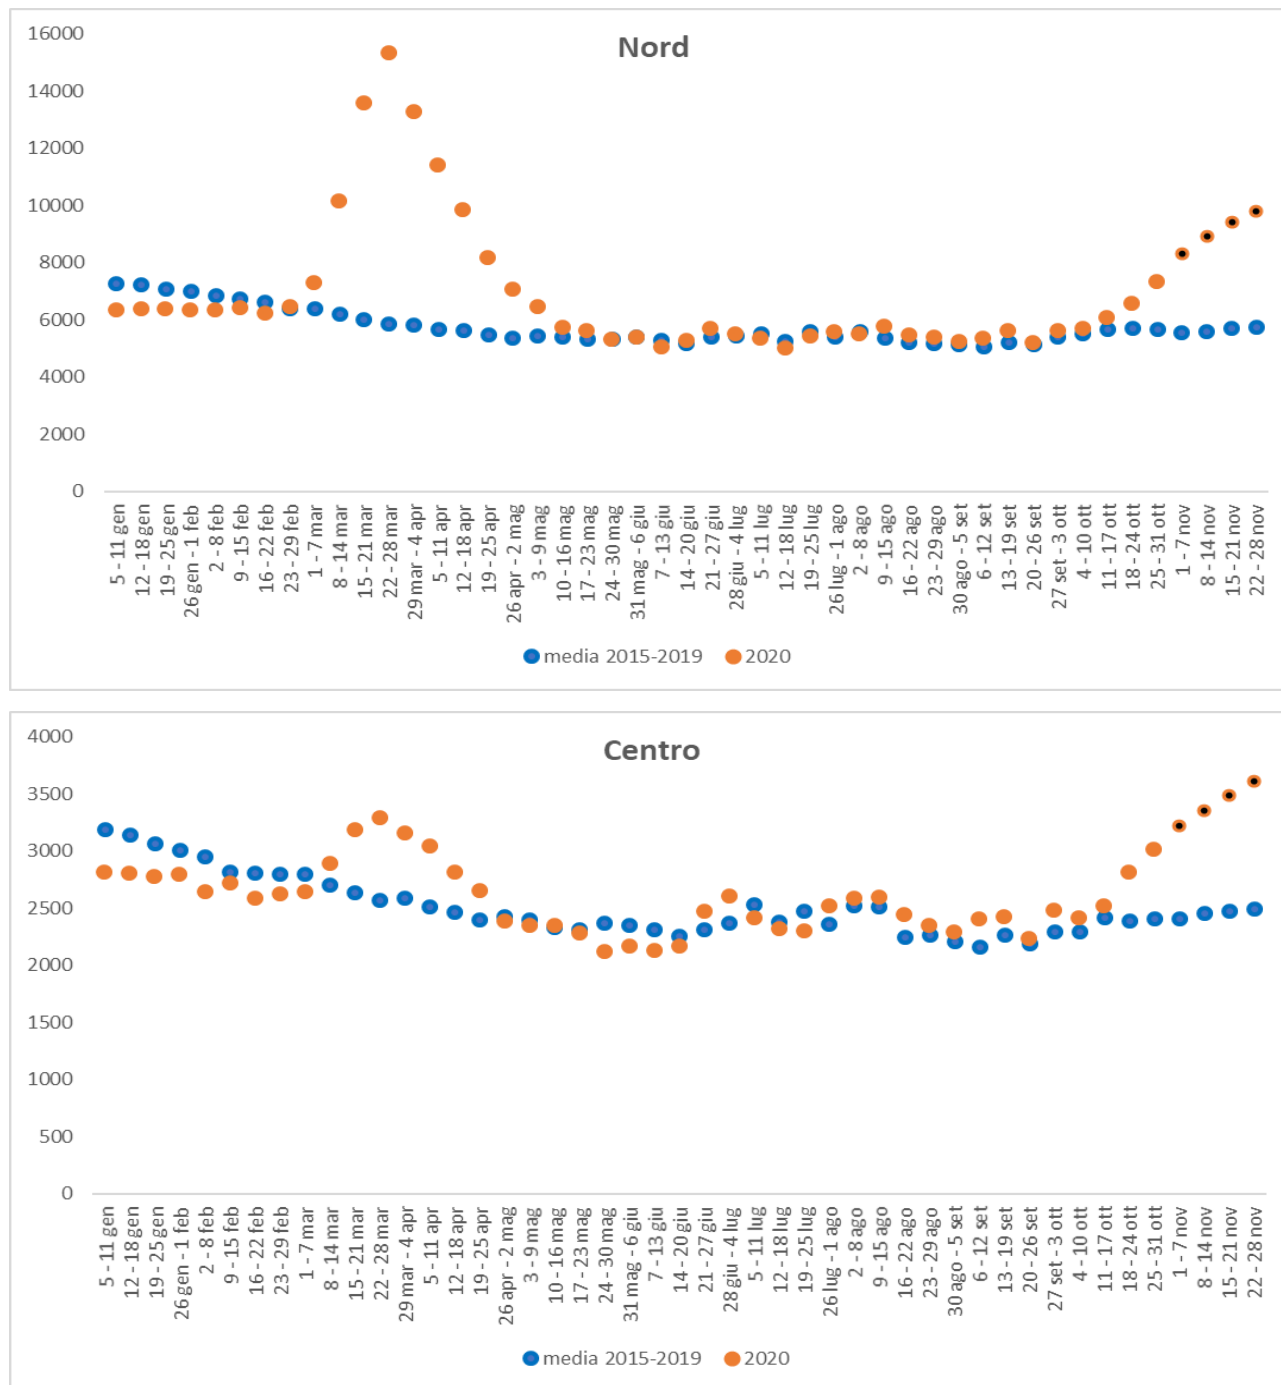 Nord
16000
14000
12000
10000
8000
6000
4000
2000
0
5 - 11 gen
12 - 18 gen
19 - 25 gen
26 gen - 1 feb
2 - 8 feb
9 - 15 feb
16 - 22 feb
23 - 29 feb
1 - 7 mar
8 - 14 mar
15 - 21 mar
22 - 28 mar
29 mar - 4 apr
5 - 11 apr
12 - 18 apr
19 - 25 apr
26 apr - 2 mag
3 - 9 mag
10 - 16 mag
17 - 23 mag
24 - 30 mag
31 mag - 6 giu
7 - 13 giu
14 - 20 giu
21 - 27 giu
28 giu - 4 lug
5 - 11 lug
12 - 18 lug
19 - 25 lug
26 lug - 1 ago
2 - 8 ago
9 - 15 ago
16 - 22 ago
23 - 29 ago
30 ago - 5 set
6 - 12 set
13 - 19 set
20 - 26 set
27 set - 3 ott
4 - 10 ott
11 - 17 ott
18 - 24 ott
25 - 31 ott
1 - 7 nov
8 - 14 nov
15 - 21 nov
22 - 28 nov
media 2015-2019 2020
Centro
4000
3500
3000
2500
2000
1500
1000
500
0
5 - 11 gen
12 - 18 gen
19 - 25 gen
26 gen - 1 feb
2 - 8 feb
9 - 15 feb
16 - 22 feb
23 - 29 feb
1 - 7 mar
8 - 14 mar
15 - 21 mar
22 - 28 mar
29 mar - 4 apr
5 - 11 apr
12 - 18 apr
19 - 25 apr
26 apr - 2 mag
3 - 9 mag
10 - 16 mag
17 - 23 mag
24 - 30 mag
31 mag - 6 giu
7 - 13 giu
14 - 20 giu
21 - 27 giu
28 giu - 4 lug
5 - 11 lug
12 - 18 lug
19 - 25 lug
26 lug - 1 ago
2 - 8 ago
9 - 15 ago
16 - 22 ago
23 - 29 ago
30 ago - 5 set
6 - 12 set
13 - 19 set
20 - 26 set
27 set - 3 ott
4 - 10 ott
11 - 17 ott
18 - 24 ott
25 - 31 ott
1 - 7 nov
8 - 14 nov
15 - 21 nov
22 - 28 nov
media 2015-2019 2020